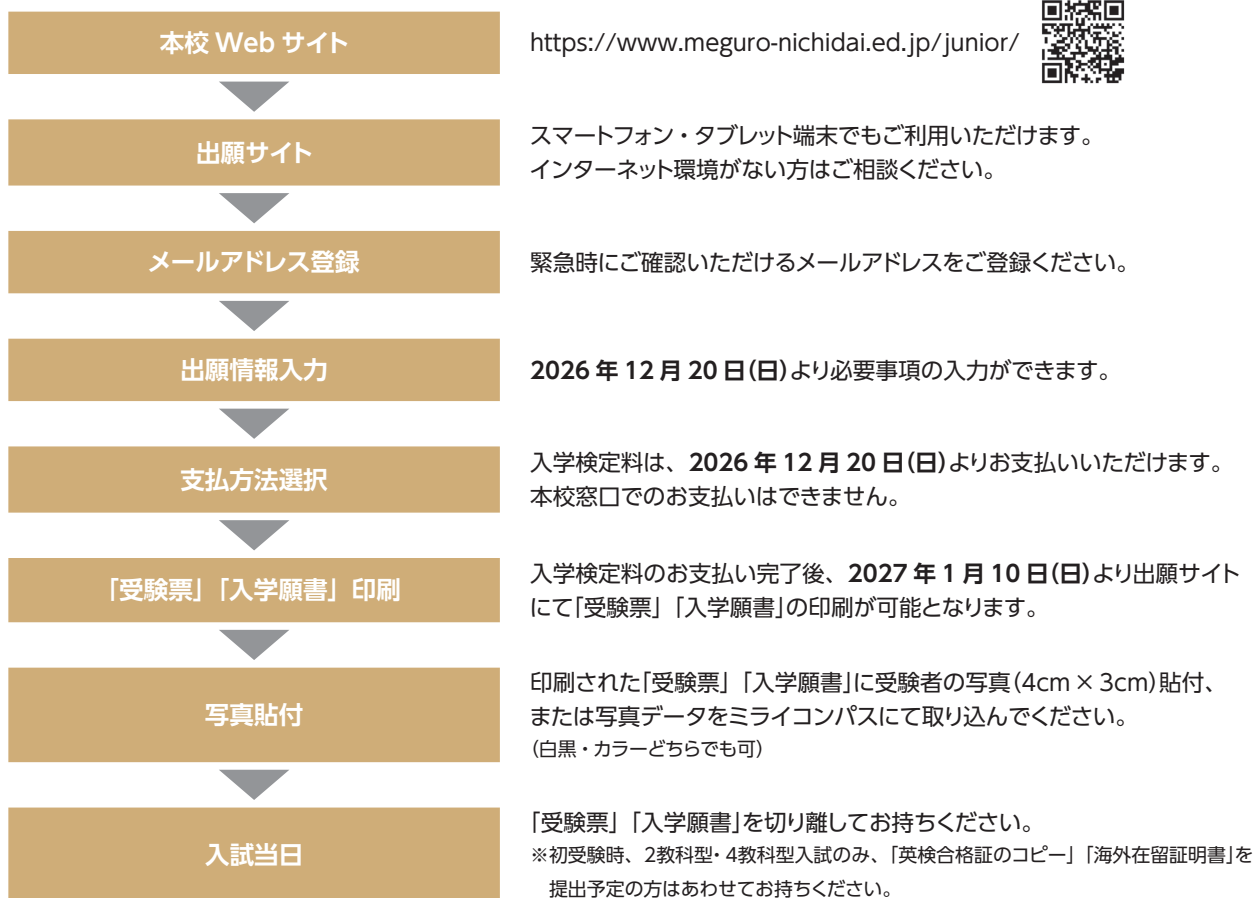 本校 Web サイト
https://www.meguro-nichidai.ed.jp/junior/
出願サイト
スマートフォン・タブレット端末でもご利用いただけます。
インターネット環境がない方はご相談ください。
メールアドレス登録
緊急時にご確認いただけるメールアドレスをご登録ください。
出願情報入力
2026 年 12 月 20 日(日)より必要事項の入力ができます。
支払方法選択
入学検定料は、2026 年 12 月 20 日(日)よりお支払いいただけます。
本校窓口でのお支払いはできません。
「受験票」「入学願書」印刷
入学検定料のお支払い完了後、2027 年 1 月 10 日(日)より出願サイト
にて「受験票」「入学願書」の印刷が可能となります。
写真貼付
印刷された「受験票」「入学願書」に受験者の写真(4cm × 3cm)貼付、
または写真データをミライコンパスにて取り込んでください。
(白黒・カラーどちらでも可)
入試当日
「受験票」「入学願書」を切り離してお持ちください。
※初受験時、2教科型・4教科型入試のみ、「英検合格証のコピー」「海外在留証明書」を
提出予定の方はあわせてお持ちください。